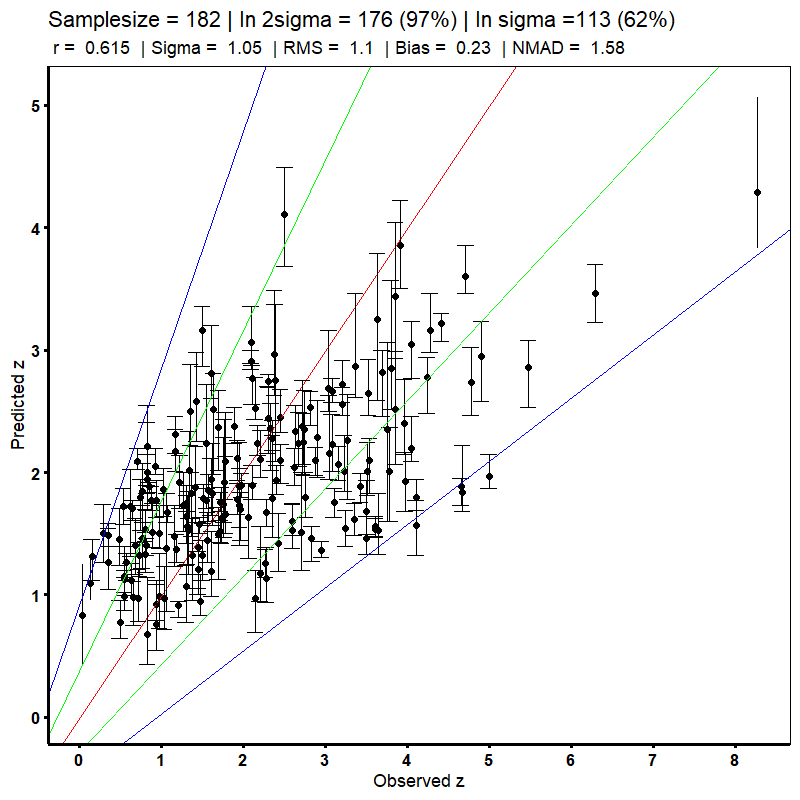 Samplesize = 182 | In 2sigma = 176 (97%) | In sigma =113 (62%)
r = 0.615 | Sigma = 1.05 | RMS = 1.1 | Bias = 0.23 | NMAD = 1.58
5
4
3
2
1
0
Predicted z
0 1 2 3 4 5 6 7 8
Observed z